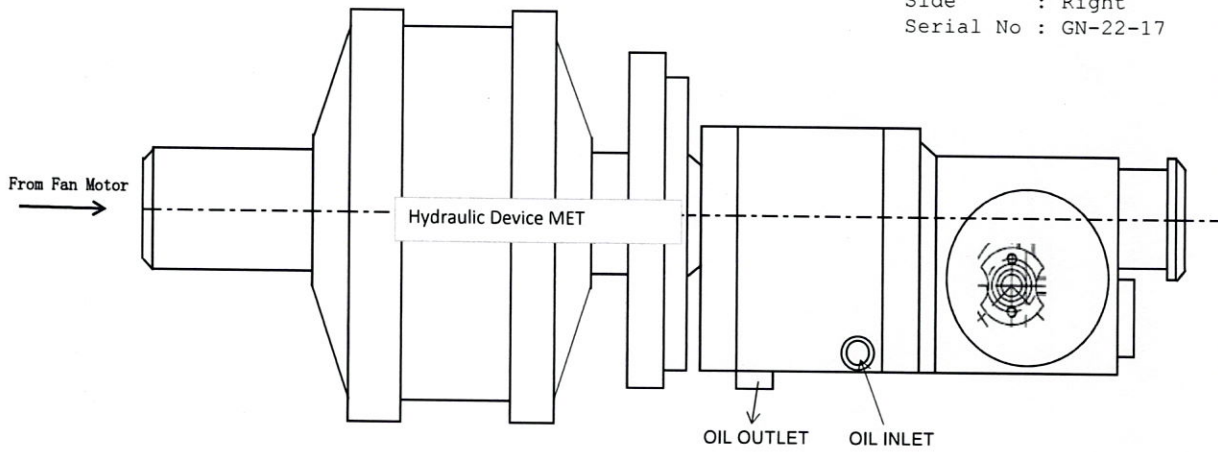 Side : Right
Serial No : GN-22-17
From Fan Motor
Hydraulic Device MET
OIL OUTLET
OIL INLET